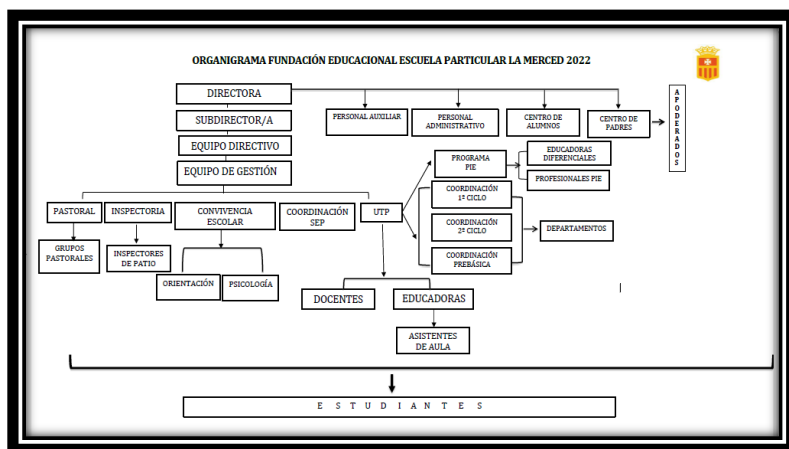 ORGANIGRAMA FUNDACIÓN EDUCACIONAL ESCUELA PARTICULAR LA MERCED 2022
DIRECTORA
SUBDIRECTOR/A
EQUIPO DIRECTIVO
EQUIPO DE GESTIÓN
PERSONAL AUXILIAR
PERSONAL
ADMINISTRATIVO
CENTRO DE
ALUMNOS
CENTRO DE
PADRES
APODERADOS
PROGRAMA
PIE
EDUCADORAS
DIFERENCIALES
PROFESIONALES PIE
COORDINACIÓN
1º CICLO
COORDINACIÓN
2º CICLO
COORDINACIÓN
PREBÁSICA
DEPARTAMENTOS
PASTORAL
INSPECTORIA
CONVIVENCIA
ESCOLAR
COORDINACIÓN
SEP
UTP
GRUPOS
PASTORALES
INSPECTORES
DE PATIO
ORIENTACIÓN
PSICOLOGÍA
DOCENTES
EDUCADORAS
ASISTENTES
DE AULA
E S T U D I A N T E S